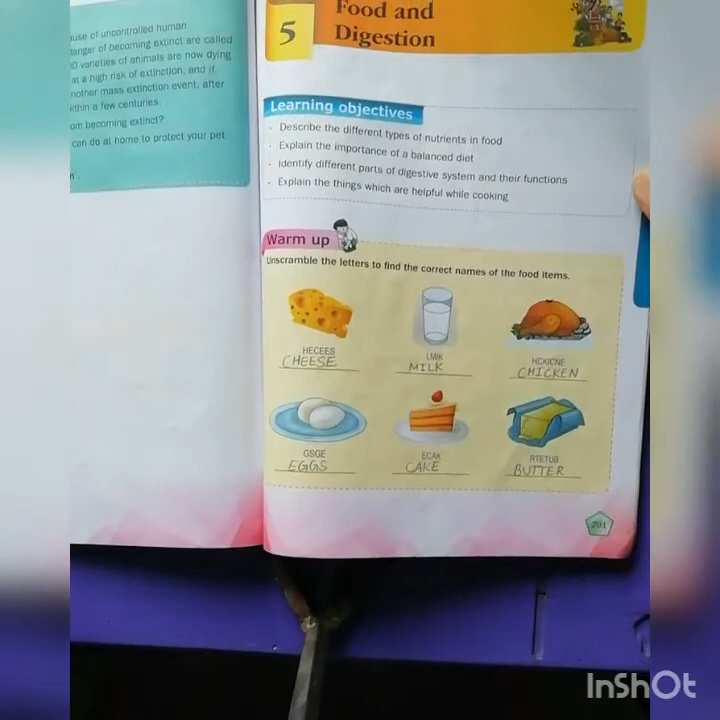 use of uncontrolled human
danger of becoming extinct are called
varieties of animals are now dying
at a high risk of extinction, and if
nother mass extinction event, after
within a few centuries.
om becoming extinct?
can do at home to protect your pet
5
Food and
Digestion
Learning objectives
- Describe the different types of nutrients in food
- Explain the importance of a balanced diet
- Identify different parts of digestive system and their functions
- Explain the things which are helpful while cooking
Warm up
Unscramble the letters to find the correct names of the food items.
HECEES LMIK HCKICNE
CHEESE MILK CHICKEN
GSGE ECAK RTETUB
EGGS CAKE BUTTER
291
InShOt